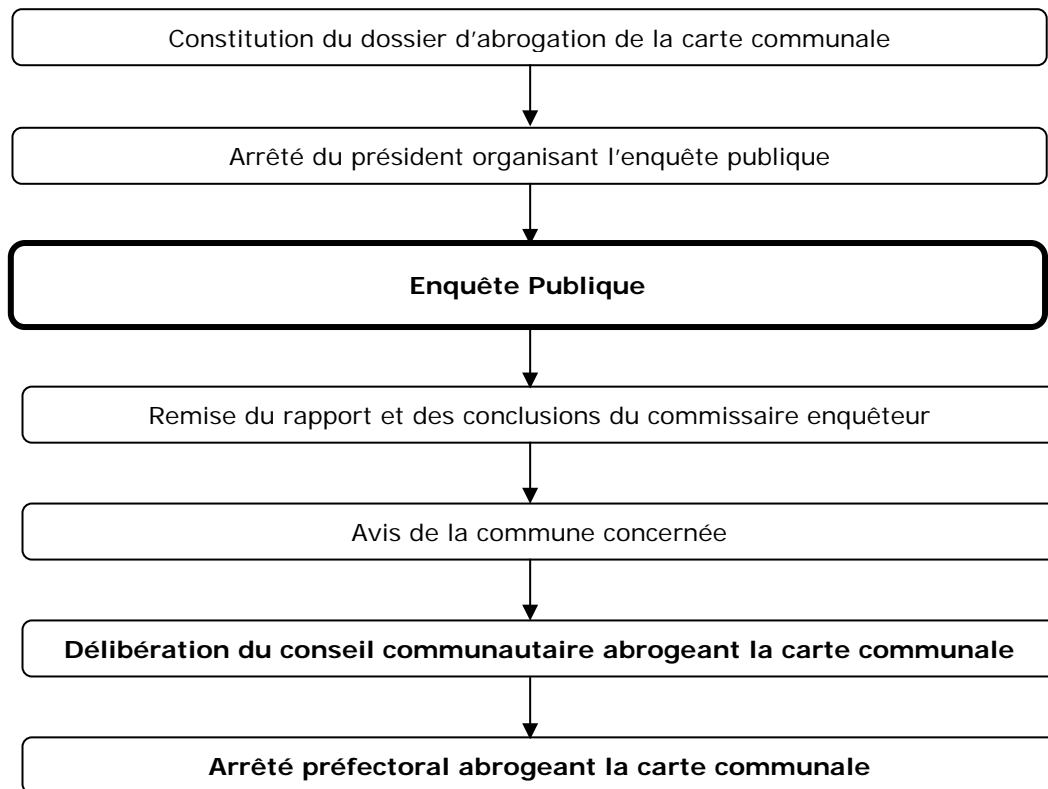 Constitution du dossier d’abrogation de la carte communale
Arrêté du président organisant l’enquête publique
Enquête Publique
Remise du rapport et des conclusions du commissaire enquêteur
Avis de la commune concernée
Délibération du conseil communautaire abrogeant la carte communale
Arrêté préfectoral abrogeant la carte communale